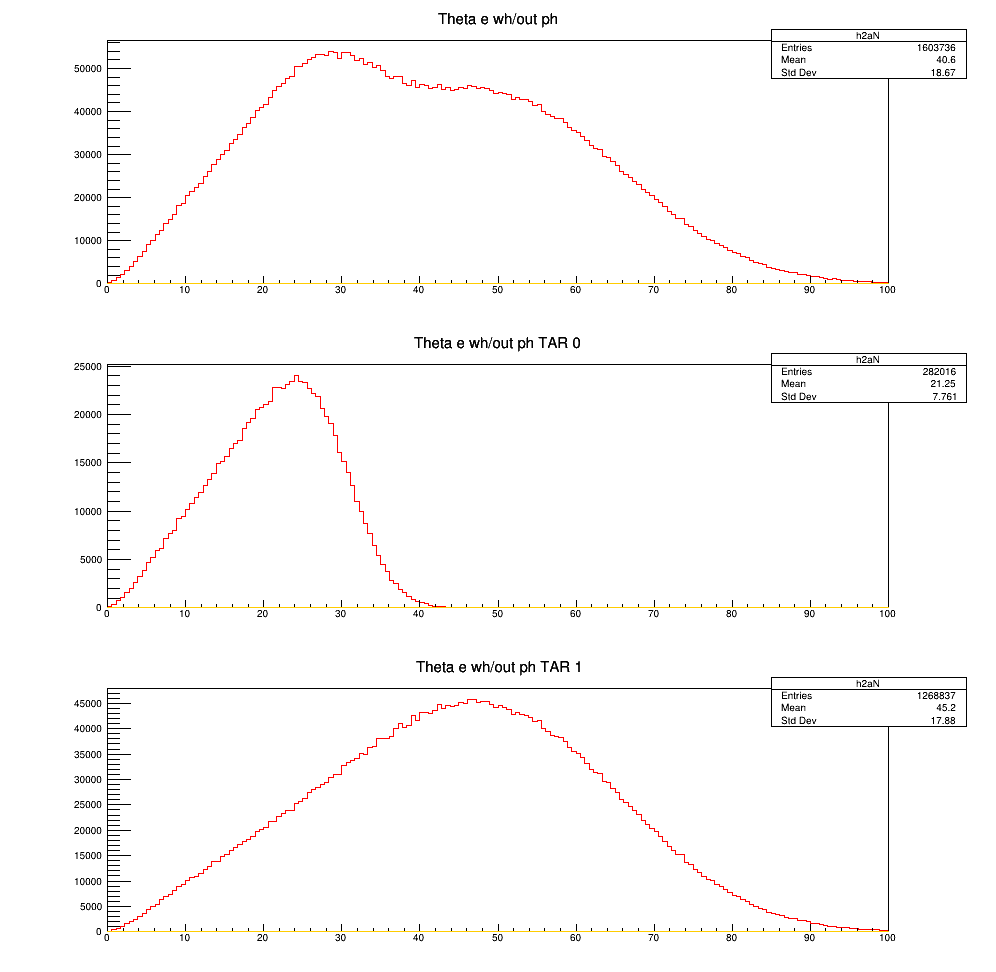 Theta e wh/out ph
h2aN
Entries 1603736
Mean 40.6
Std Dev 18.67
50000
40000
30000
20000
10000
0
0 10 20 30 40 50 60 70 80 90 100
Theta e wh/out ph TAR 0
h2aN
Entries 282016
Mean 21.25
Std Dev 7.761
25000
20000
15000
10000
5000
0
0 10 20 30 40 50 60 70 80 90 100
Theta e wh/out ph TAR 1
h2aN
Entries 1268837
Mean 45.2
Std Dev 17.88
45000
40000
35000
30000
25000
20000
15000
10000
5000
0
0 10 20 30 40 50 60 70 80 90 100